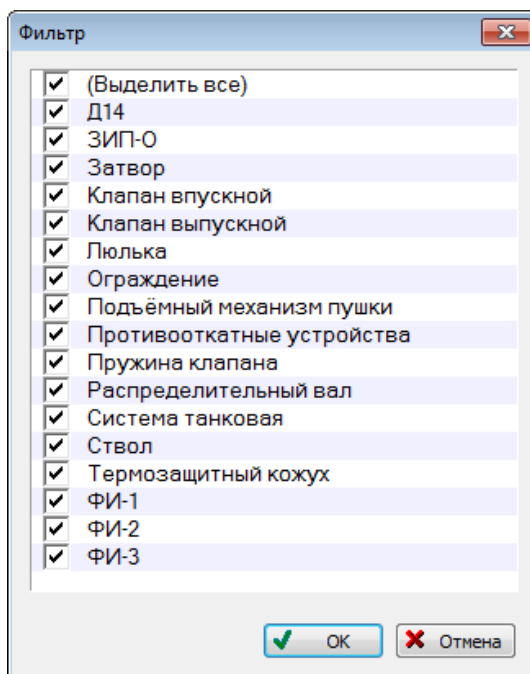 Фильтр
(Выделить все)
Д14
ЗИП-О
Затвор
Клапан впускной
Клапан выпускной
Люлька
Ограждение
Подъёмный механизм пушки
Противооткатные устройства
Пружина клапана
Распределительный вал
Система танковая
Ствол
Термозащитный кожух
ФИ-1
ФИ-2
ФИ-3
OK Отмена